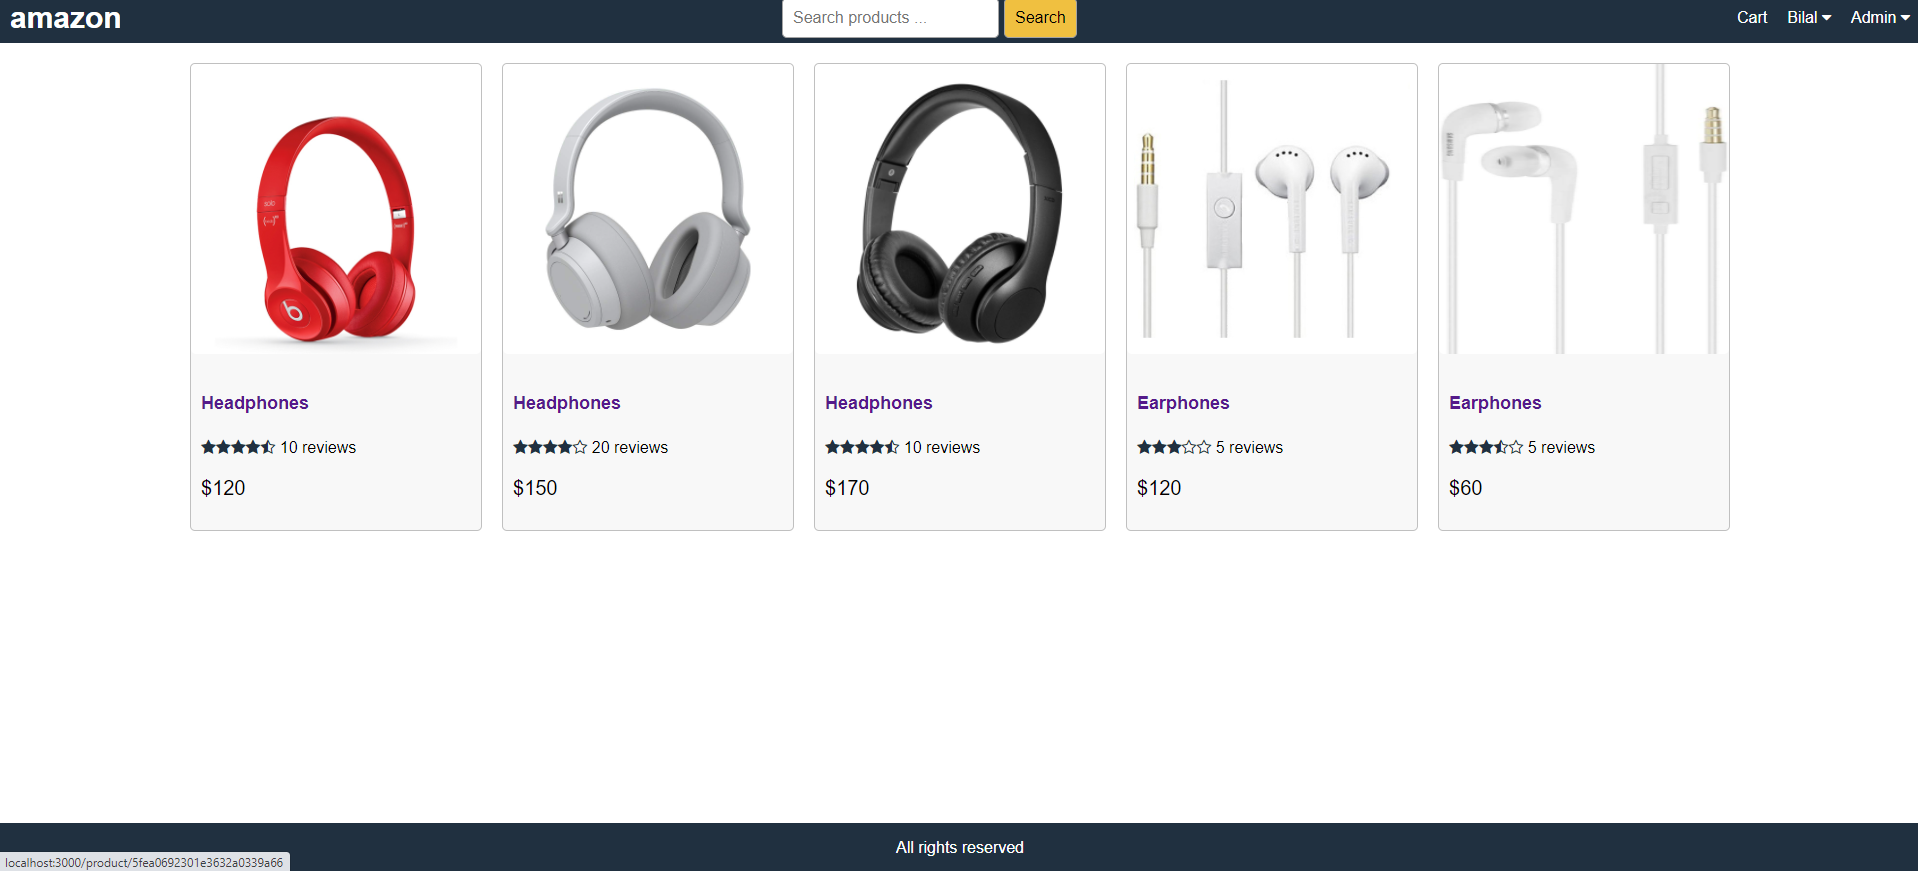 amazon
Search products ...
Search
Cart
Bilal
Admin
solo
b
Headphones
10 reviews
$120
Headphones
20 reviews
$150
Headphones
10 reviews
$170
Earphones
5 reviews
$120
Earphones
5 reviews
$60
All rights reserved
localhost:3000/product/5fea0692301e3632a0339a66